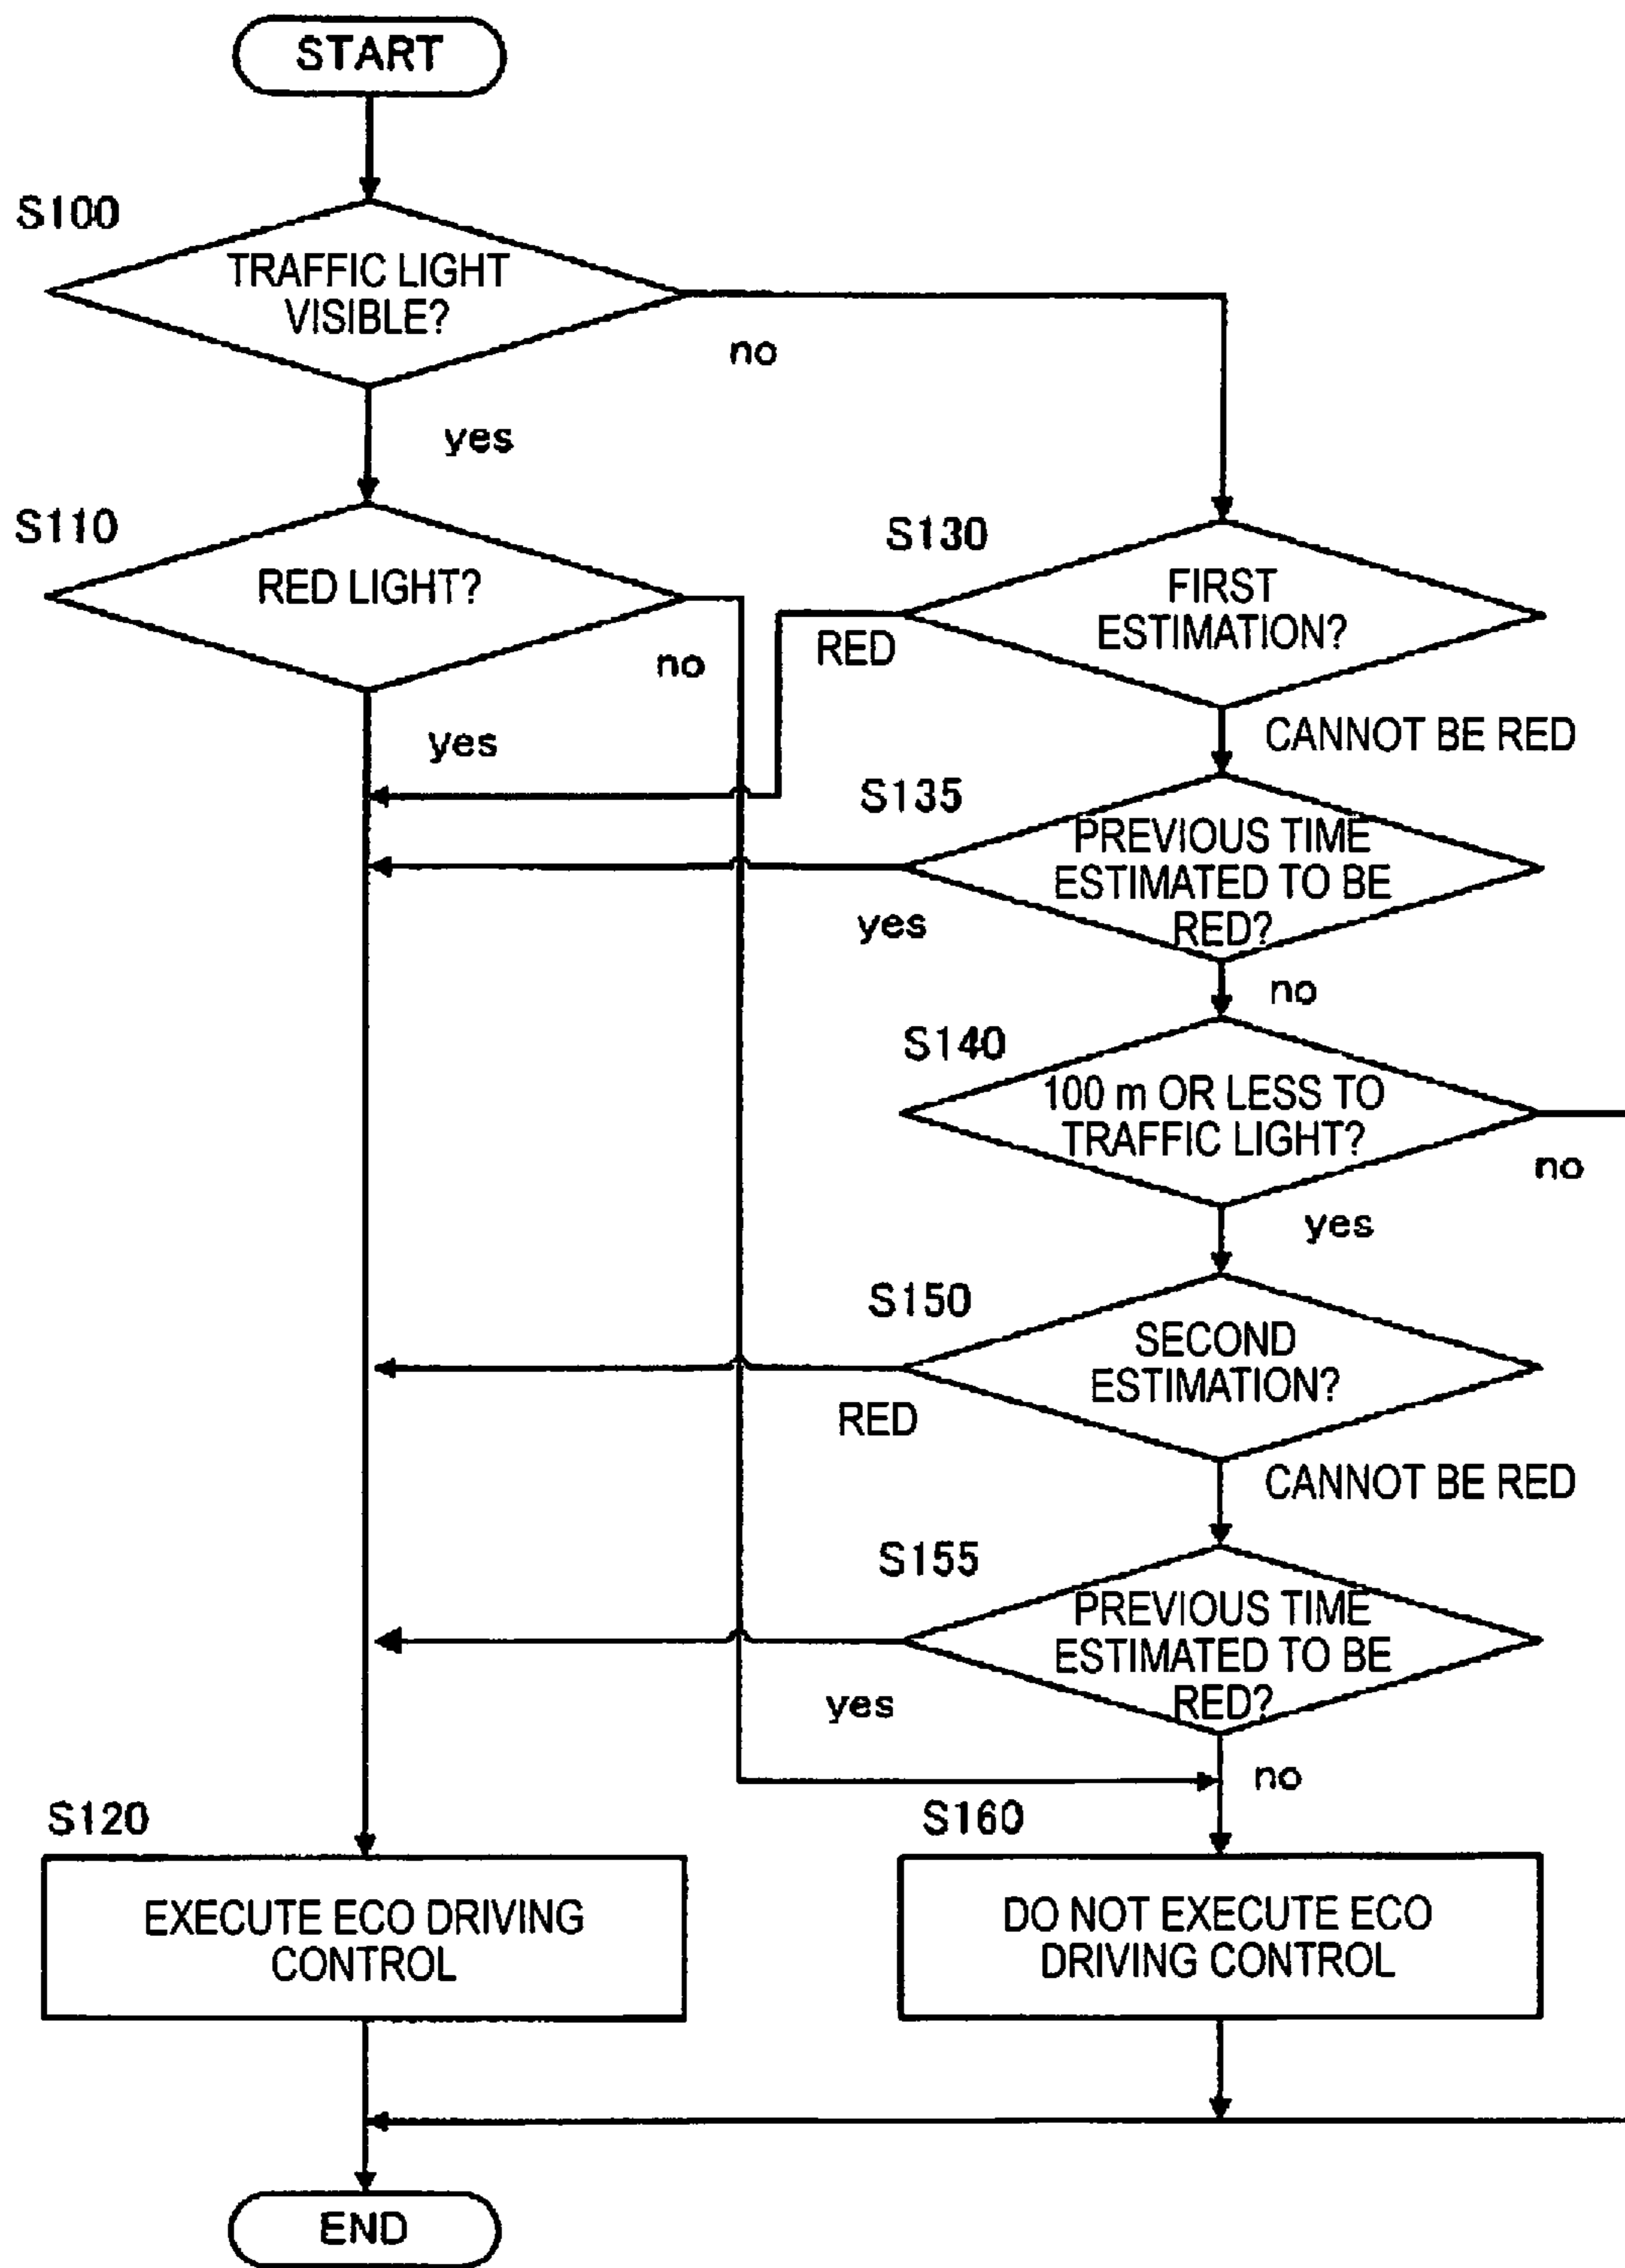 START
S100
TRAFFIC LIGHT
VISIBLE?
no
yes
S110
RED LIGHT?
no
yes
S130
FIRST
ESTIMATION?
RED
CANNOT BE RED
S135
PREVIOUS TIME
ESTIMATED TO BE
RED?
yes
no
S140
100 m OR LESS TO
TRAFFIC LIGHT?
no
yes
S150
SECOND
ESTIMATION?
RED
CANNOT BE RED
S155
PREVIOUS TIME
ESTIMATED TO BE
RED?
yes
no
S120
EXECUTE ECO DRIVING
CONTROL
S160
DO NOT EXECUTE ECO
DRIVING CONTROL
END